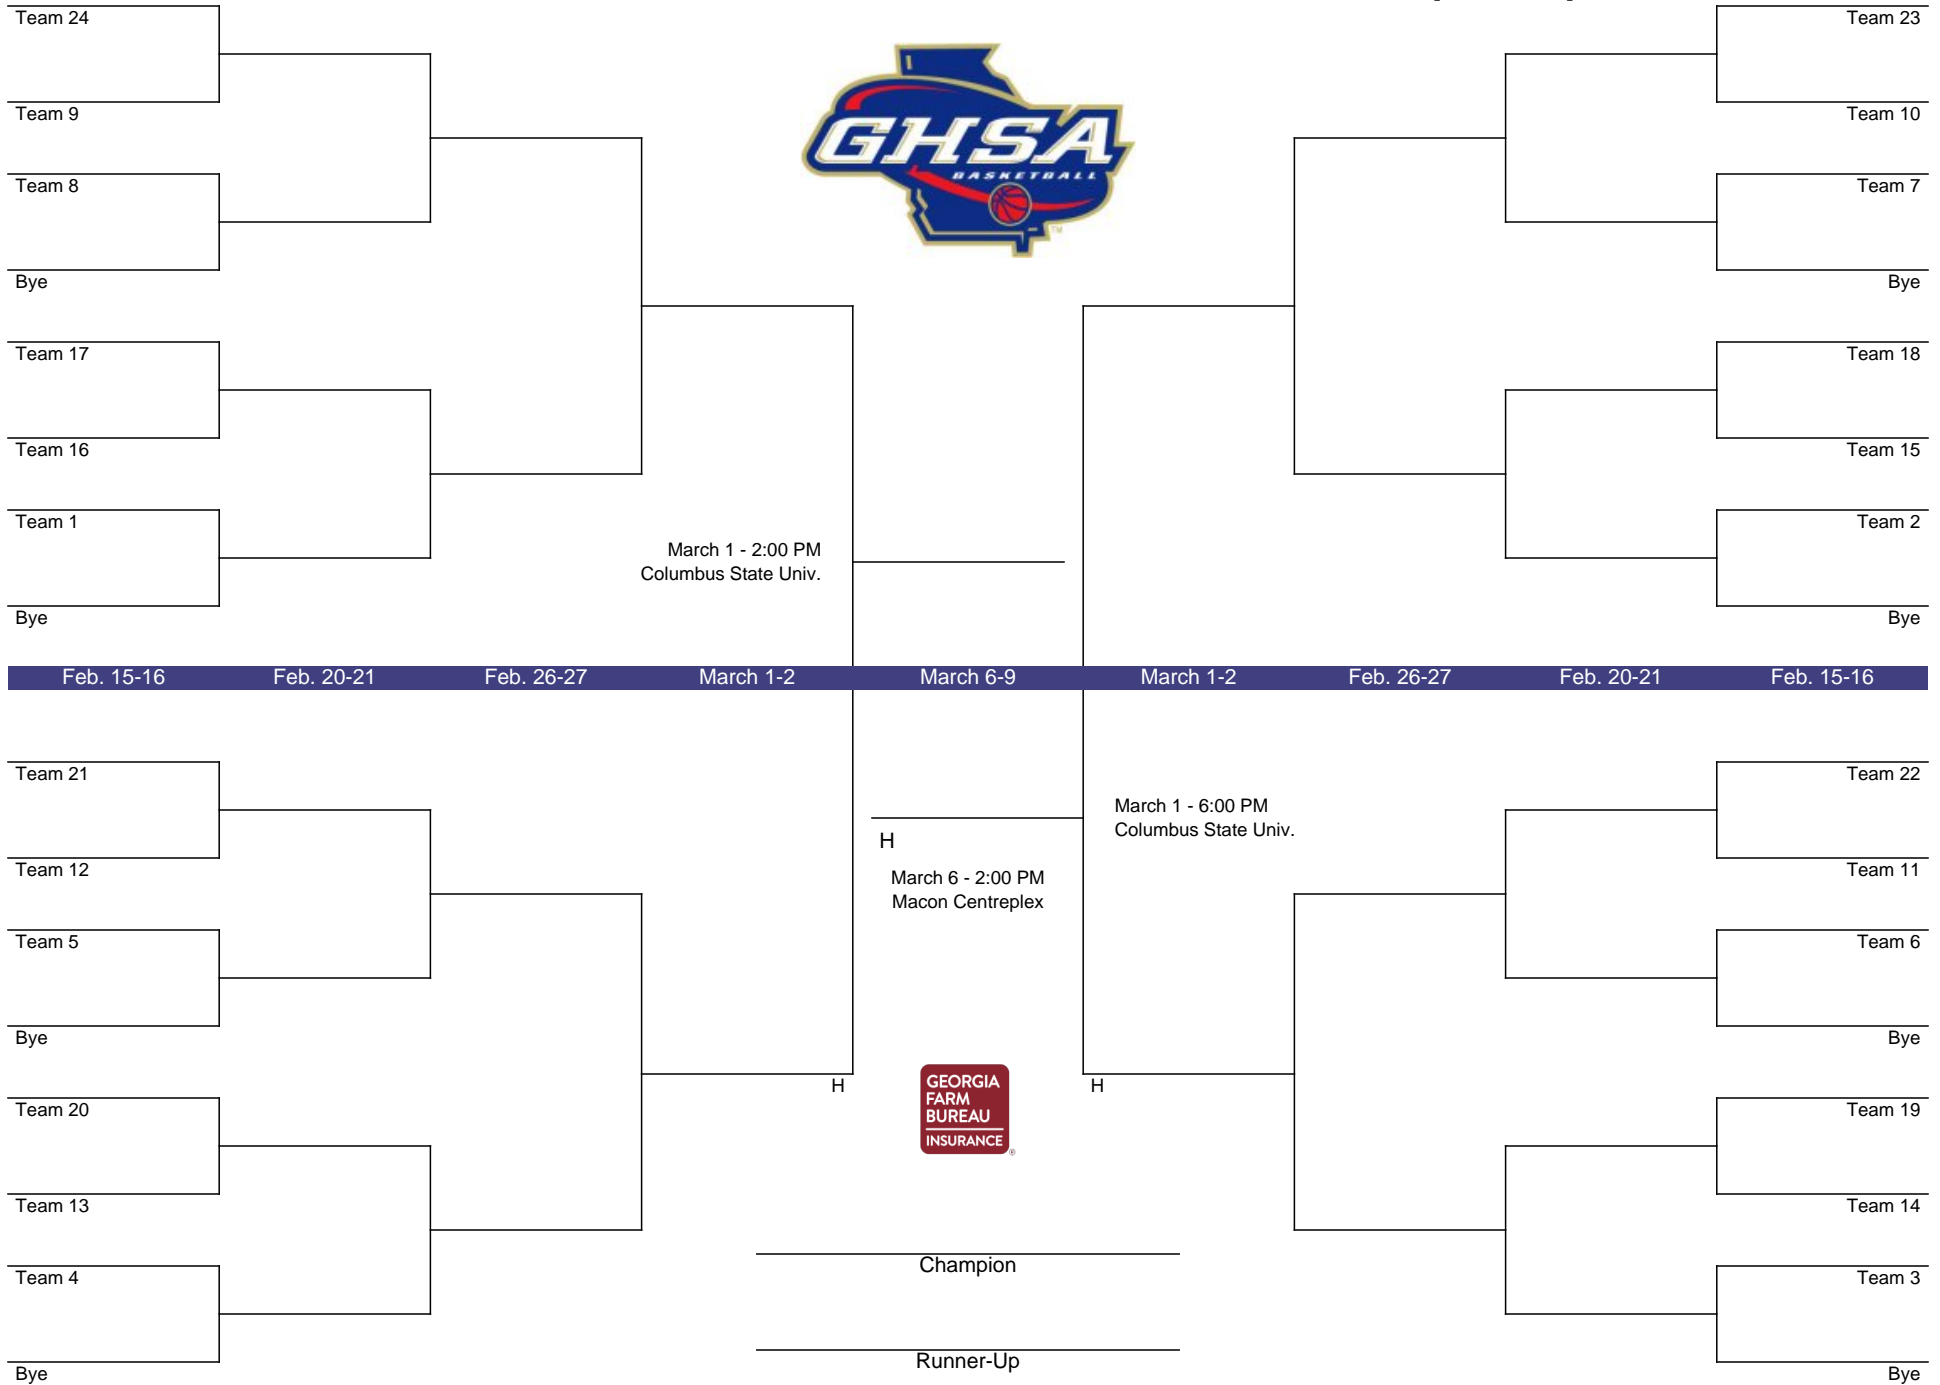 Team 24
Team 23
Team 9
Team 10
GHSA
BASKETBALL
TM
Team 8
Team 7
Bye
Bye
Team 17
Team 18
Team 16
Team 15
Team 1
Team 2
March 1 - 2:00 PM
Columbus State Univ.
Bye
Bye
Feb. 15-16 Feb. 20-21 Feb. 26-27 March 1-2 March 6-9 March 1-2 Feb. 26-27 Feb. 20-21 Feb. 15-16
Team 21
Team 22
March 1 - 6:00 PM
Columbus State Univ.
H
Team 12
Team 11
March 6 - 2:00 PM
Macon Centreplex
Team 5
Team 6
Bye
Bye
H
H
GEORGIA
FARM
BUREAU
INSURANCE
®
Team 20
Team 19
Team 13
Team 14
Champion
Team 4
Team 3
Runner-Up
Bye
Bye